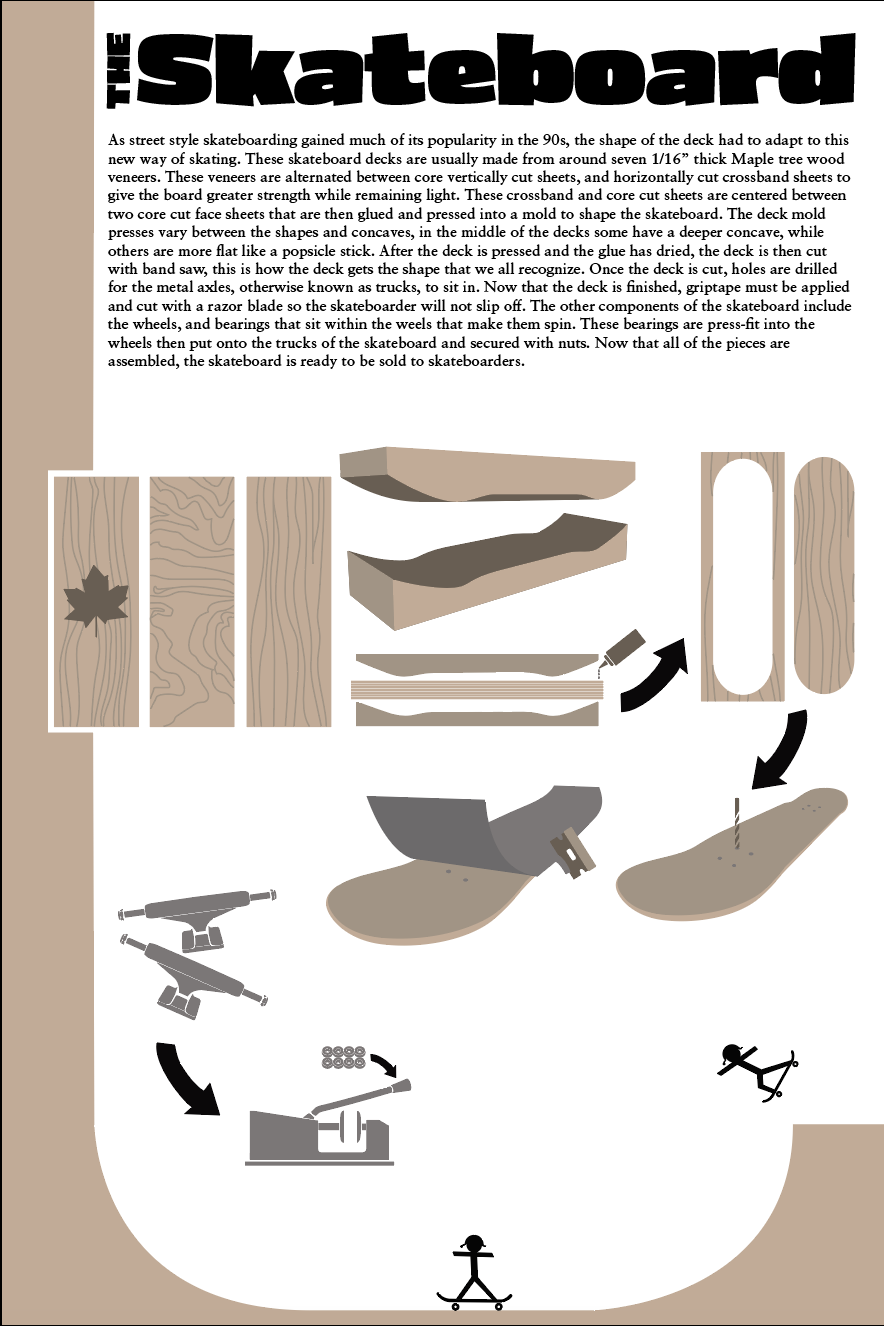 THE Skateboard
As street style skateboarding gained much of its popularity in the 90s, the shape of the deck had to adapt to this
new way of skating. These skateboard decks are usually made from around seven 1/16” thick Maple tree wood
veneers. These veneers are alternated between core vertically cut sheets, and horizontally cut crossband sheets to
give the board greater strength while remaining light. These crossband and core cut sheets are centered between
two core cut face sheets that are then glued and pressed into a mold to shape the skateboard. The deck mold
presses vary between the shapes and concaves, in the middle of the decks some have a deeper concave, while
others are more flat like a popsicle stick. After the deck is pressed and the glue has dried, the deck is then cut
with band saw, this is how the deck gets the shape that we all recognize. Once the deck is cut, holes are drilled
for the metal axles, otherwise known as trucks, to sit in. Now that the deck is finished, griptape must be applied
and cut with a razor blade so the skateboarder will not slip off. The other components of the skateboard include
the wheels, and bearings that sit within the weels that make them spin. These bearings are press-fit into the
wheels then put onto the trucks of the skateboard and secured with nuts. Now that all of the pieces are
assembled, the skateboard is ready to be sold to skateboarders.